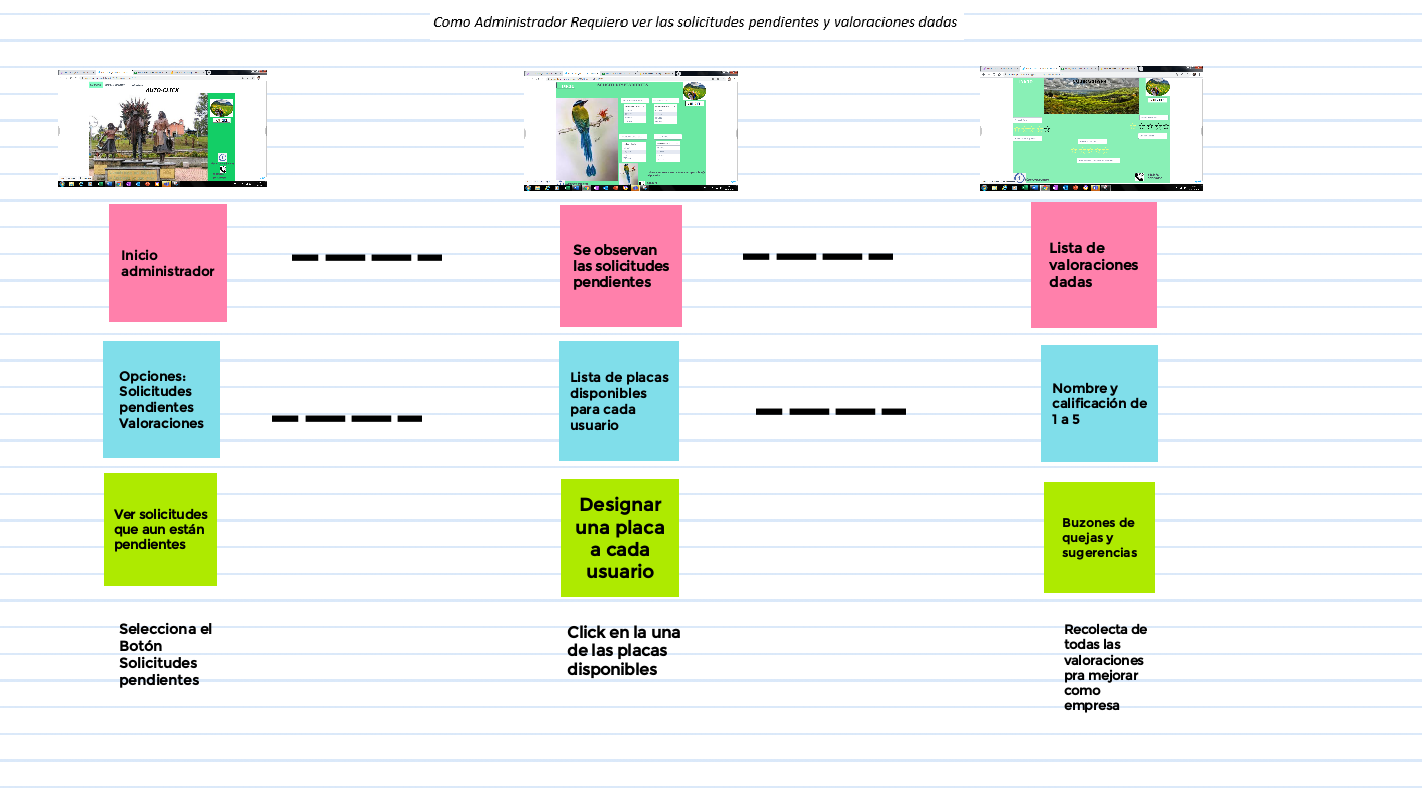 Como Administrador Requiero ver las solicitudes pendientes y valoraciones dadas
AUTO-CLICK
Inicio
administrador
Se observan
las solicitudes
pendientes
Lista de
valoraciones
dadas
Opciones:
Solicitudes
pendientes
Valoraciones
Lista de placas
disponibles
para cada
usuario
Nombre y
calificación de
1 a 5
Ver solicitudes
que aun están
pendientes
Designar
una placa
a cada
usuario
Buzones de
quejas y
sugerencias
Selecciona el
Botón
Solicitudes
pendientes
Click en la una
de las placas
disponibles
Recolecta de
todas las
valoraciones
pra mejorar
como
empresa